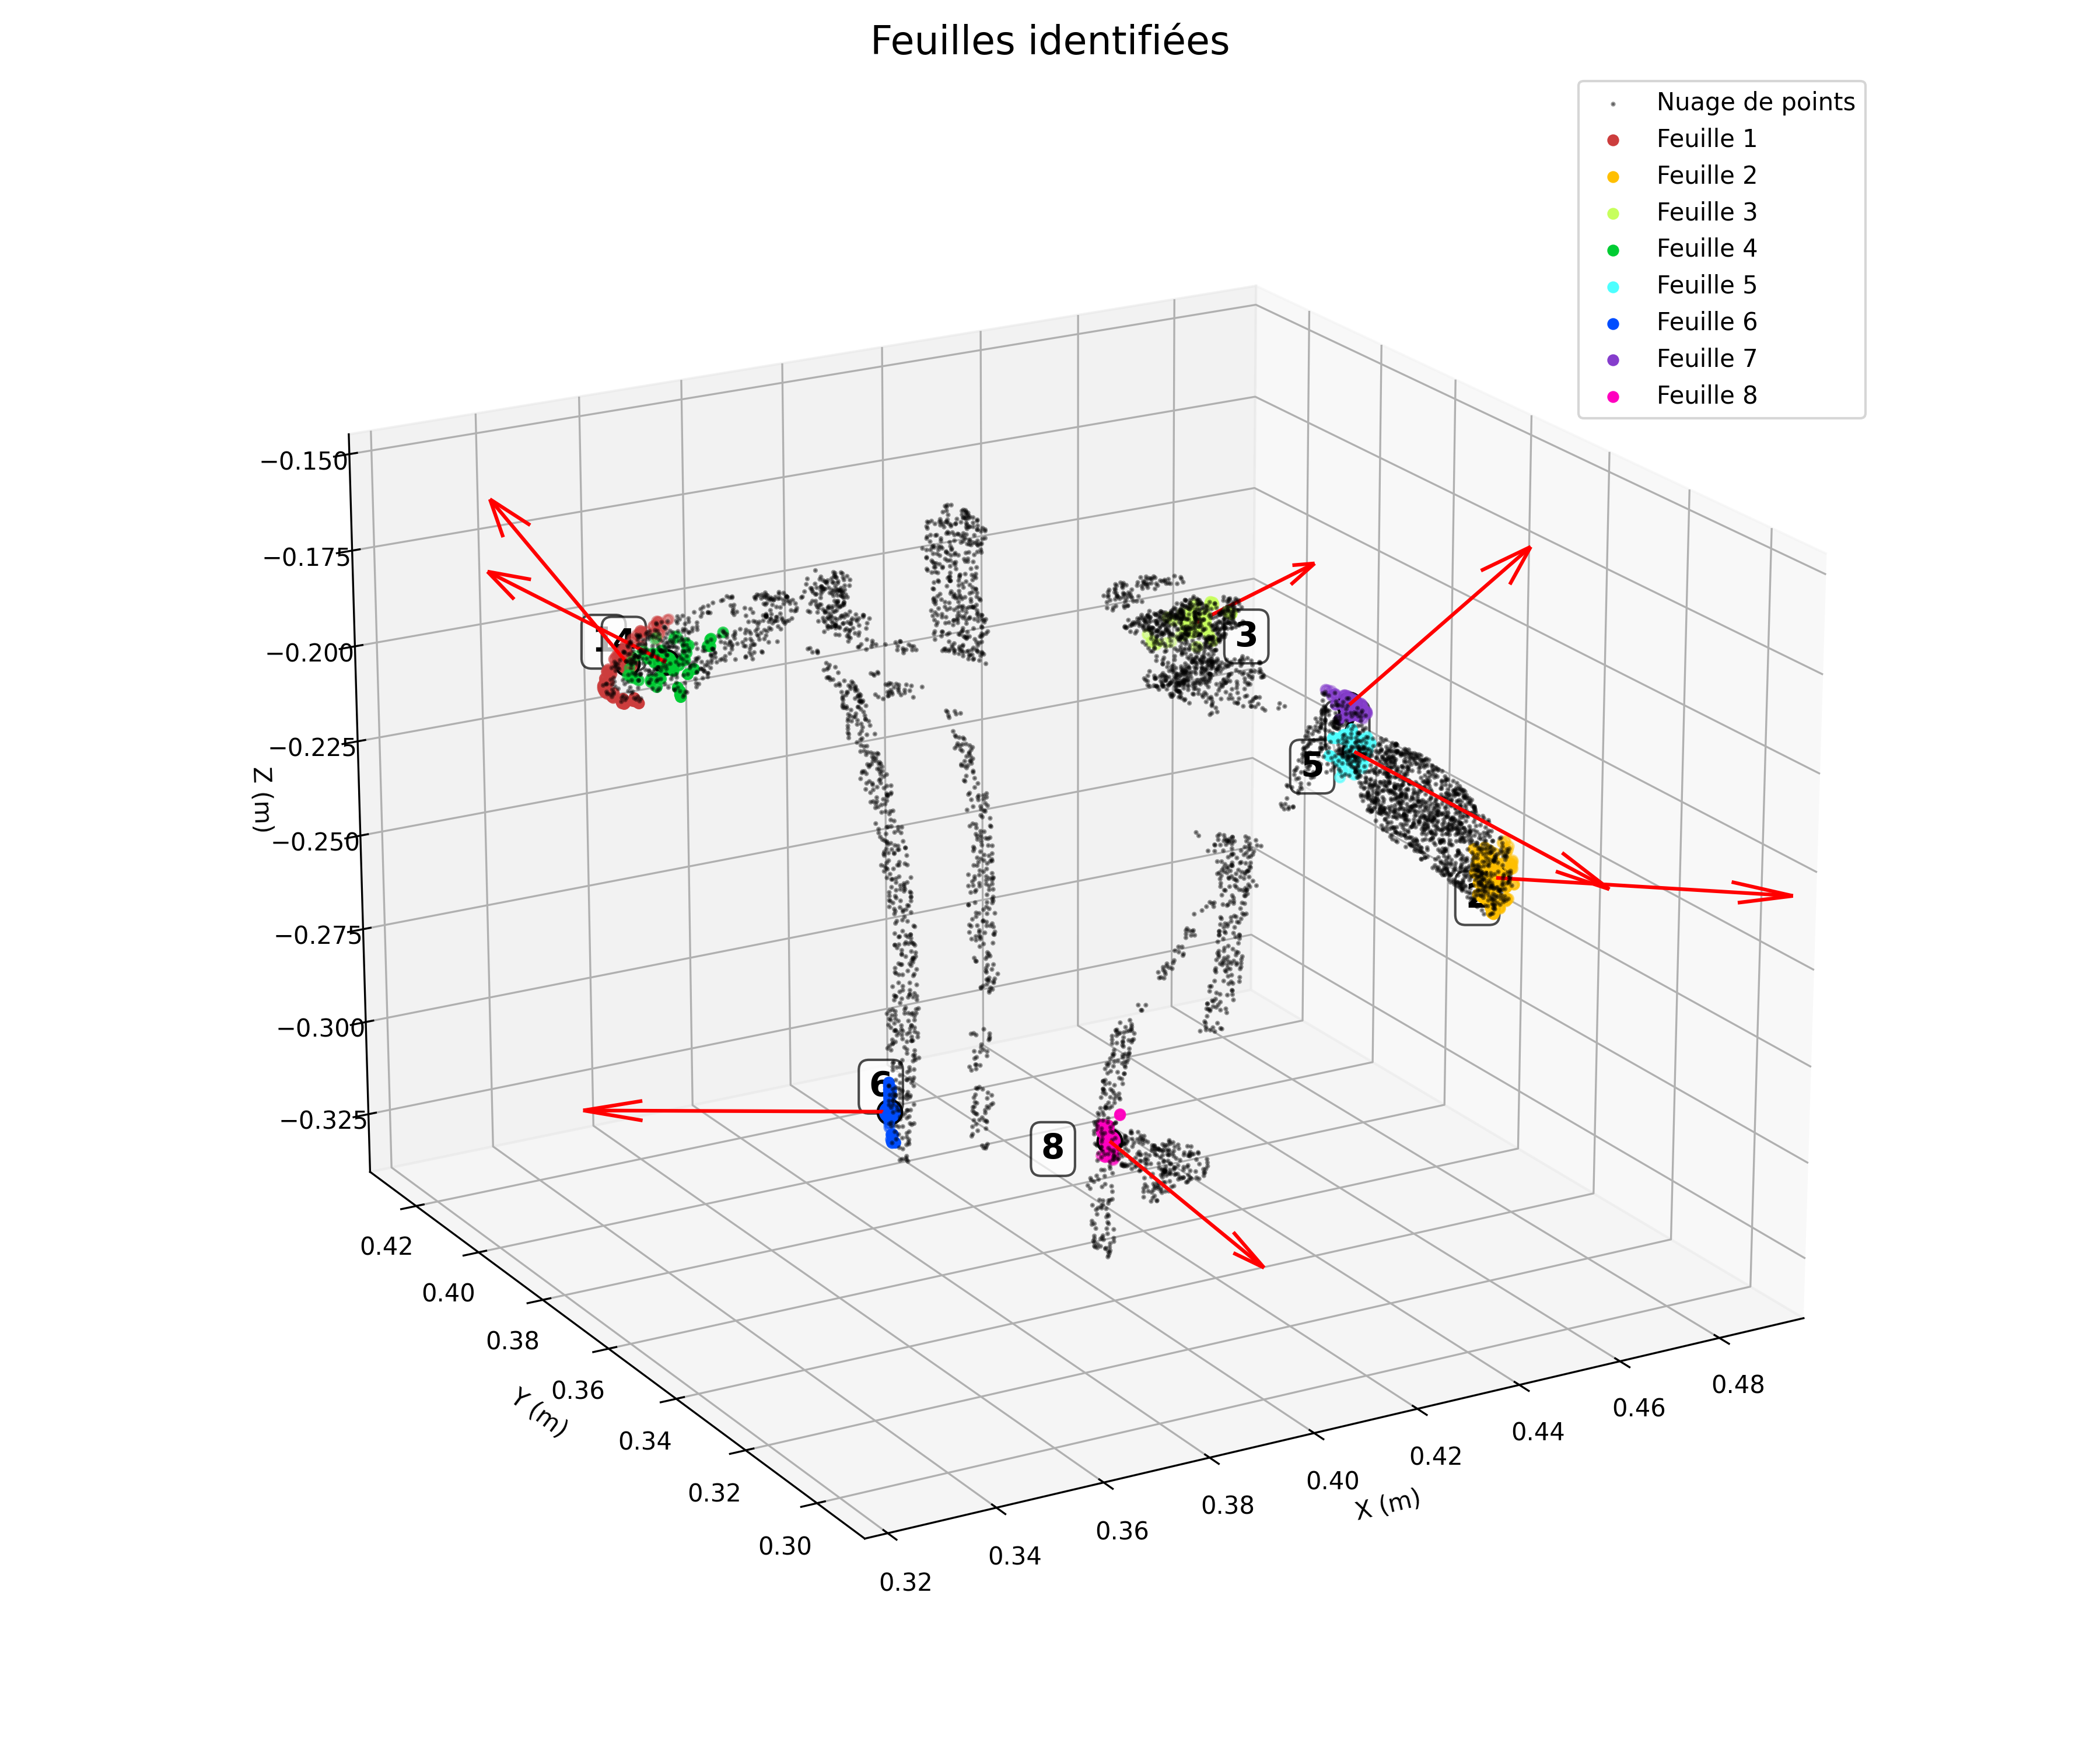 Feuilles identifiées
Nuage de points
Feuille 1
Feuille 2
Feuille 3
Feuille 4
Feuille 5
Feuille 6
Feuille 7
Feuille 8
−0.150
−0.175
−0.200
−0.225
−0.250
−0.275
−0.300
−0.325
Z (m)
4
3
5
6
8
0.42
0.40
0.38
0.36
0.34
0.32
0.30
Y (m)
0.32
0.34
0.36
0.38
0.40
0.42
0.44
0.46
0.48
X (m)